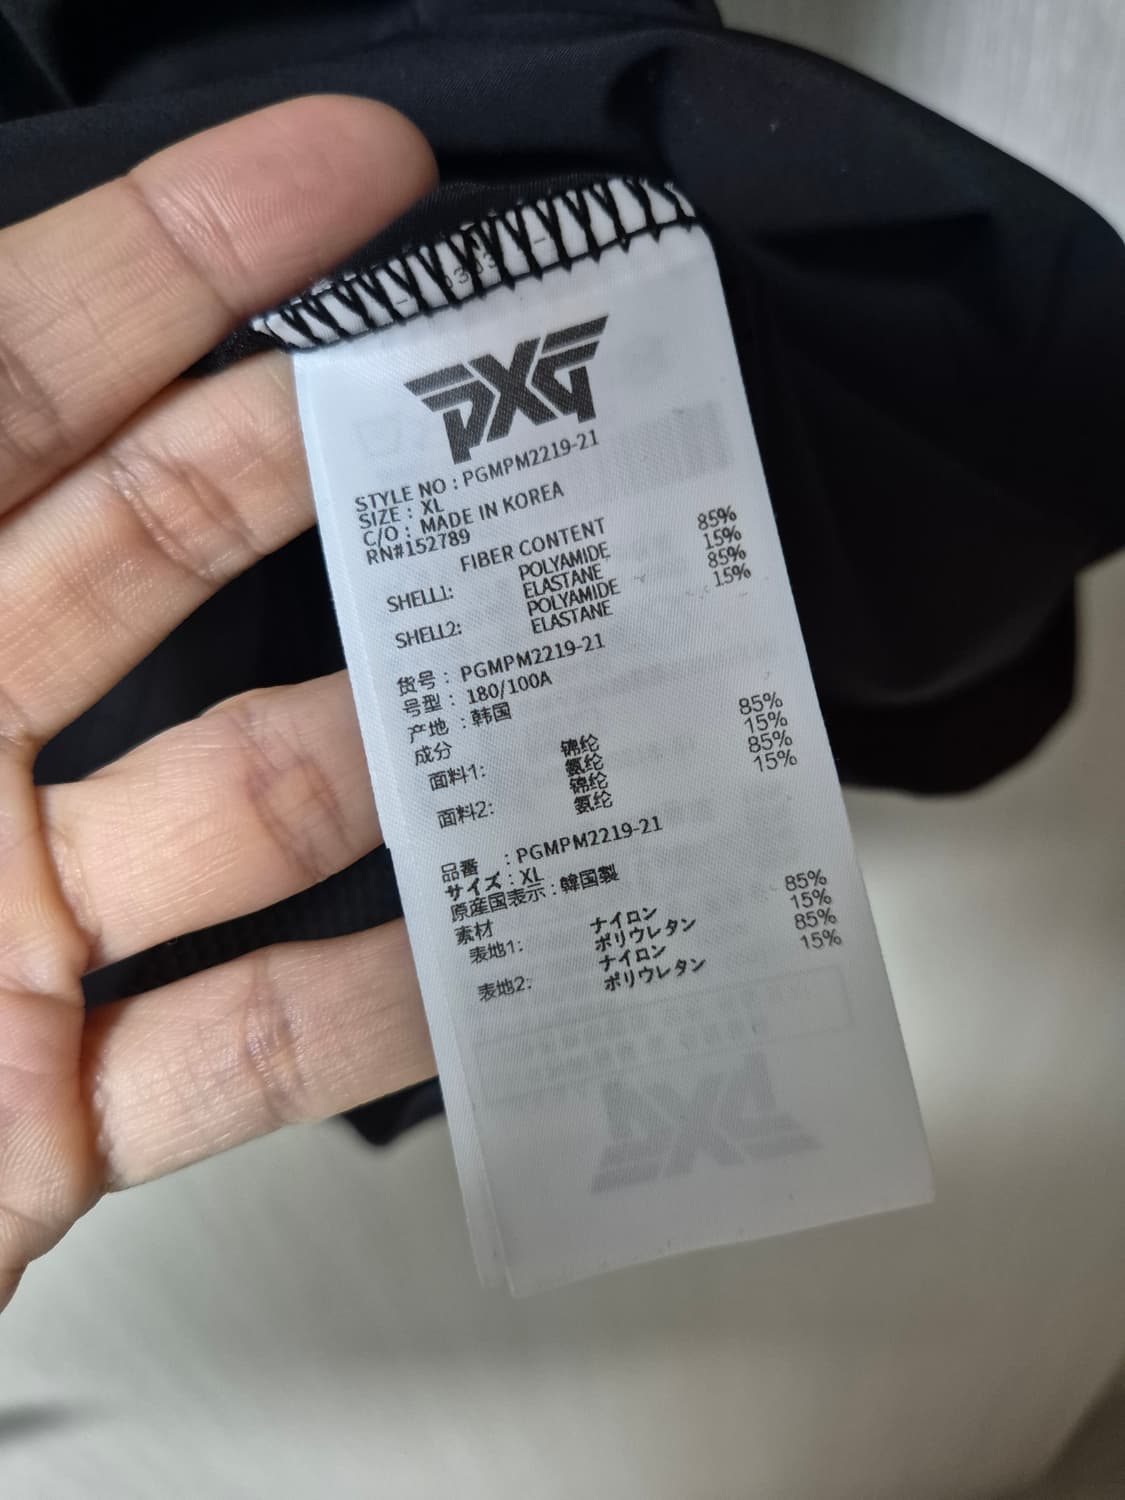 PXG
STYLE NO : PGMPM2219-21
SIZE : XL
C/O : MADE IN KOREA
RN#152789
FIBER CONTENT
SHELL1: POLYAMIDE 85%
ELASTANE 15%
SHELL2: POLYAMIDE 85%
ELASTANE 15%
货号 : PGMPM2219-21
号型 : 180/100A
产地 : 韩国
成分
面料1: 锦纶 85%
氨纶 15%
面料2: 锦纶 85%
氨纶 15%
品番 : PGMPM2219-21
サイズ : XL
原産国表示 : 韓国製
素材
表地1: ナイロン 85%
ポリウレタン 15%
表地2: ナイロン 85%
ポリウレタン 15%